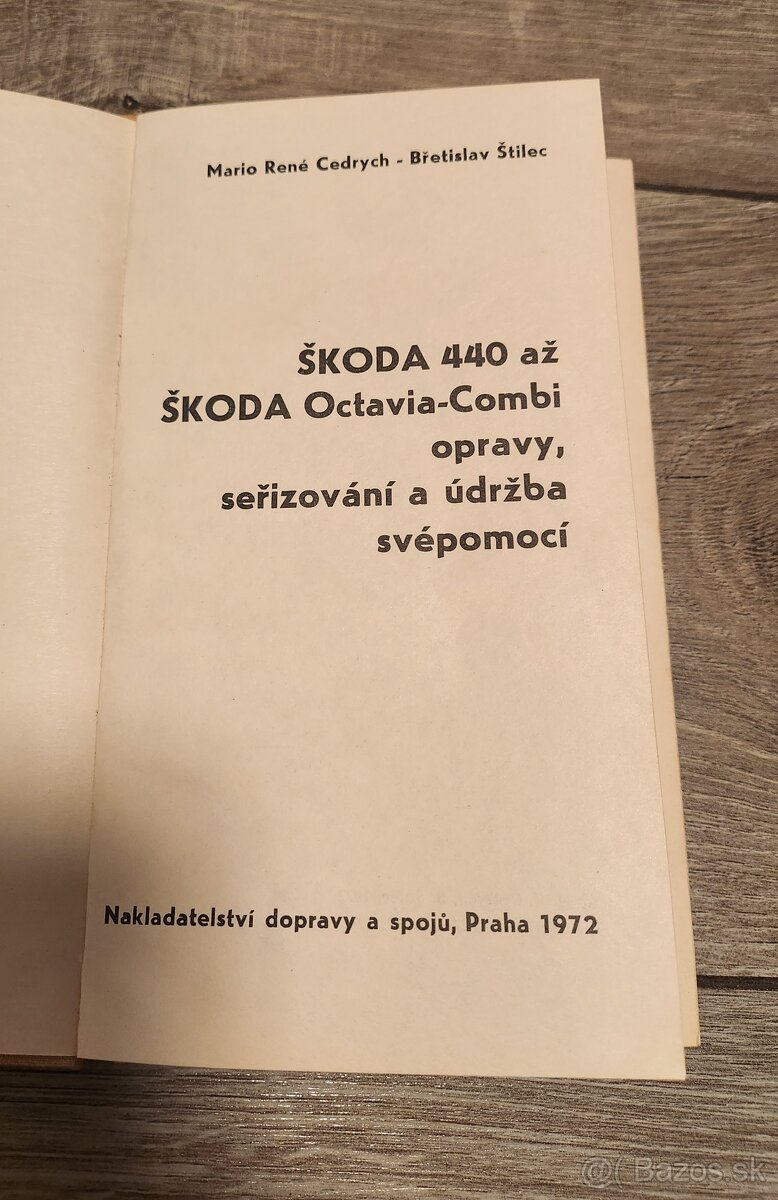 Mario René Cedrych - Břetislav Štilec
ŠKODA 440 až
ŠKODA Octavia-Combi
opravy,
seřizování a údržba
svépomocí
Nakladatelství dopravy a spojů, Praha 1972
@( Bazos.sk